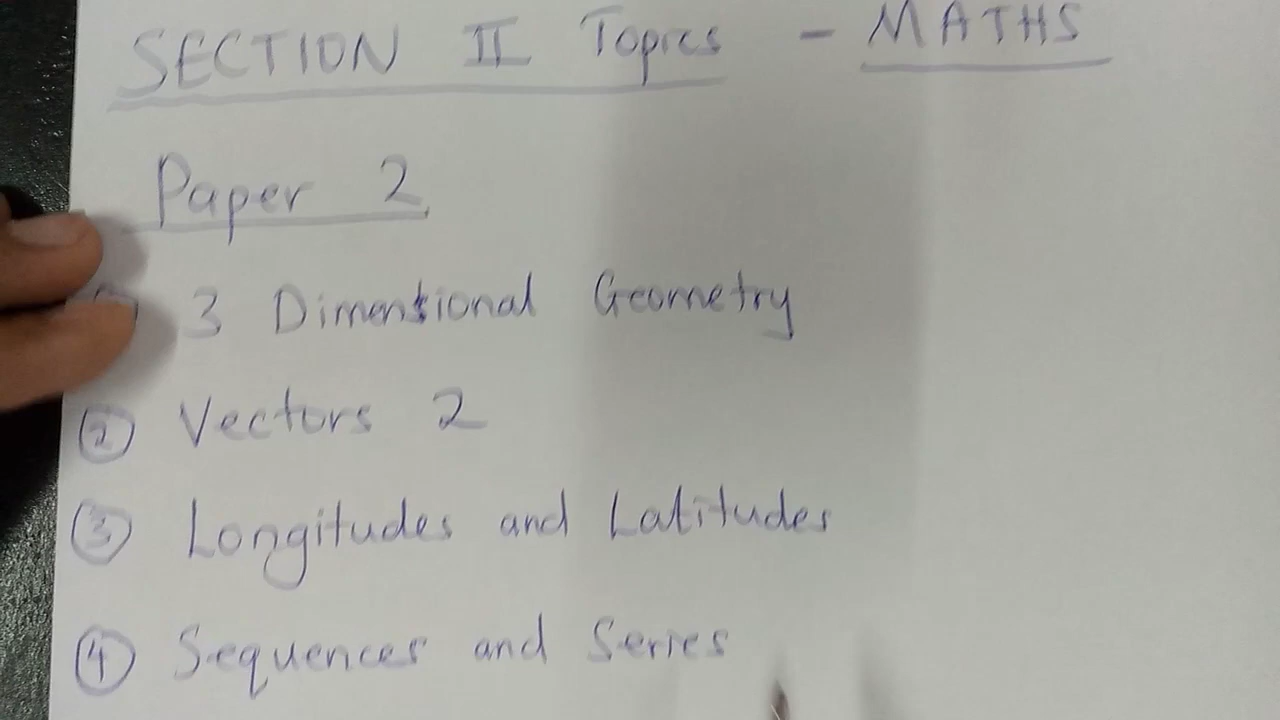 SECTION II Topics - MATHS
Paper 2
3 Dimensional Geometry
2 Vectors 2
3 Longitudes and Latitudes
4 Sequences and Series